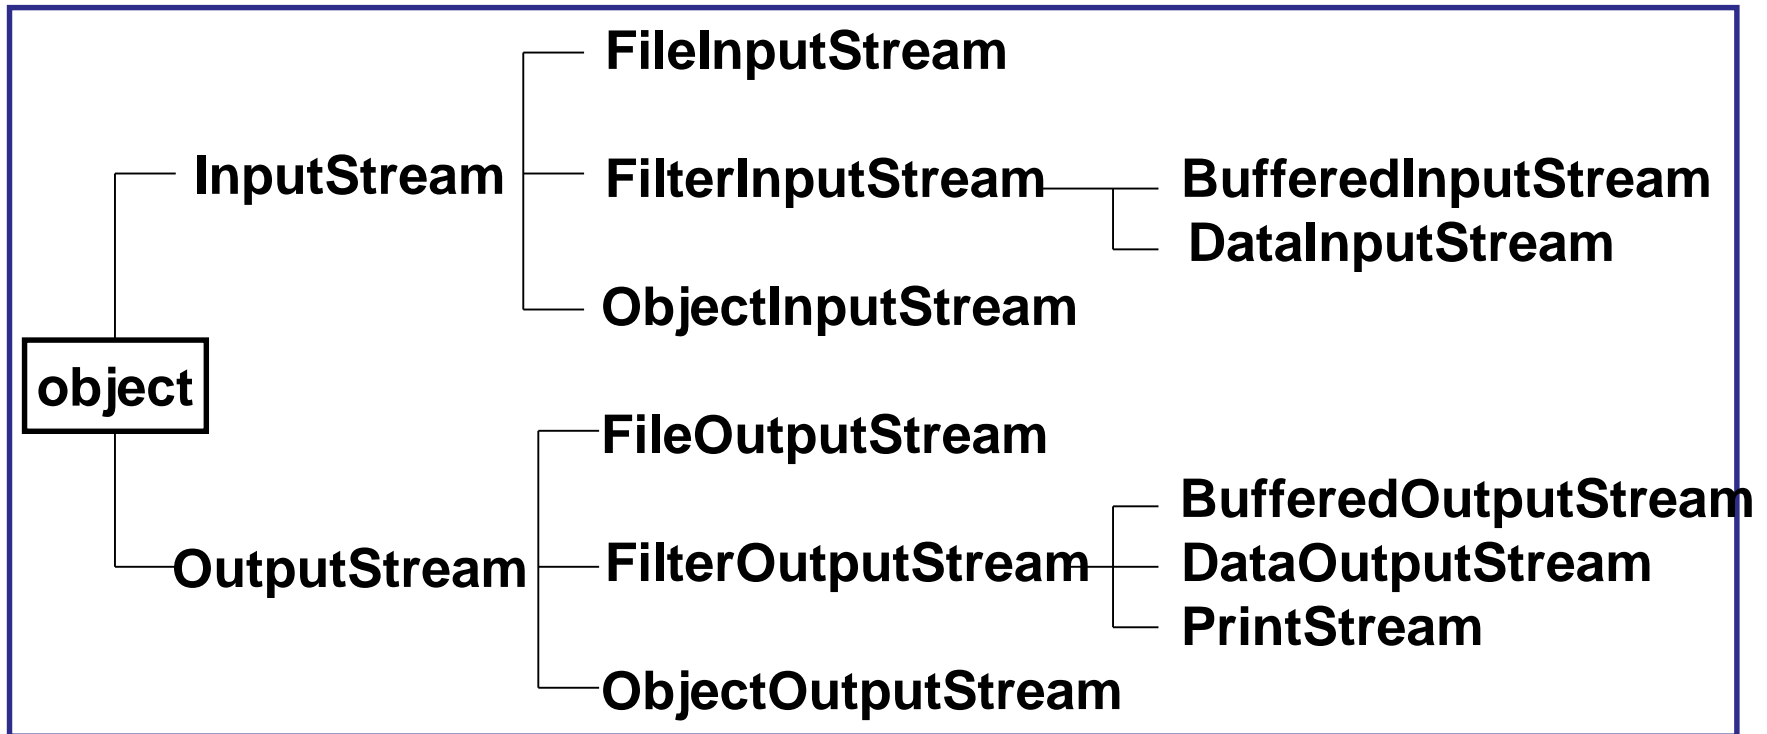 FileInputStream
InputStream
FilterInputStream
BufferedInputStream
DataInputStream
ObjectInputStream
object
FileOutputStream
BufferedOutputStream
OutputStream
FilterOutputStream
DataOutputStream
PrintStream
ObjectOutputStream